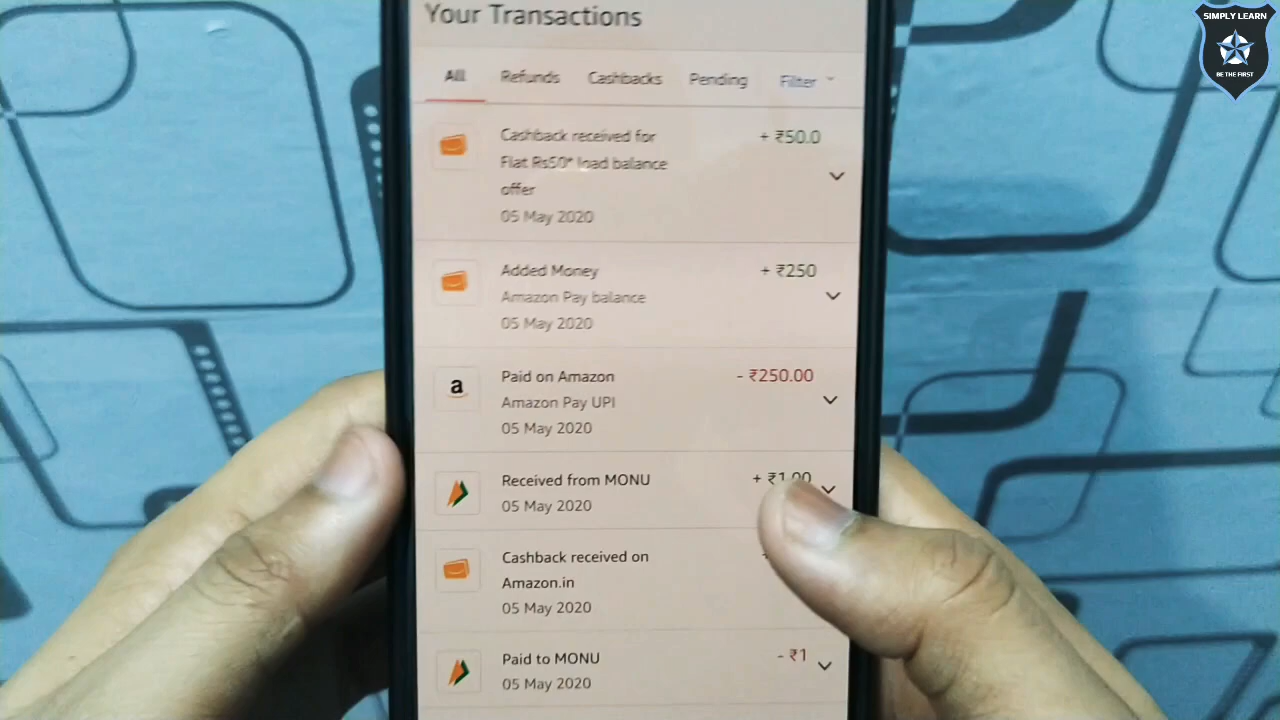 SIMPLY LEARN
BE THE FIRST
Your Transactions
All Refunds Cashbacks Pending Filter
Cashback received for + ₹50.0
Flat Rs50* load balance
offer
05 May 2020
Added Money + ₹250
Amazon Pay balance
05 May 2020
a Paid on Amazon - ₹250.00
Amazon Pay UPI
05 May 2020
Received from MONU + ₹1.00
05 May 2020
Cashback received on +
Amazon.in
05 May 2020
Paid to MONU - ₹1
05 May 2020